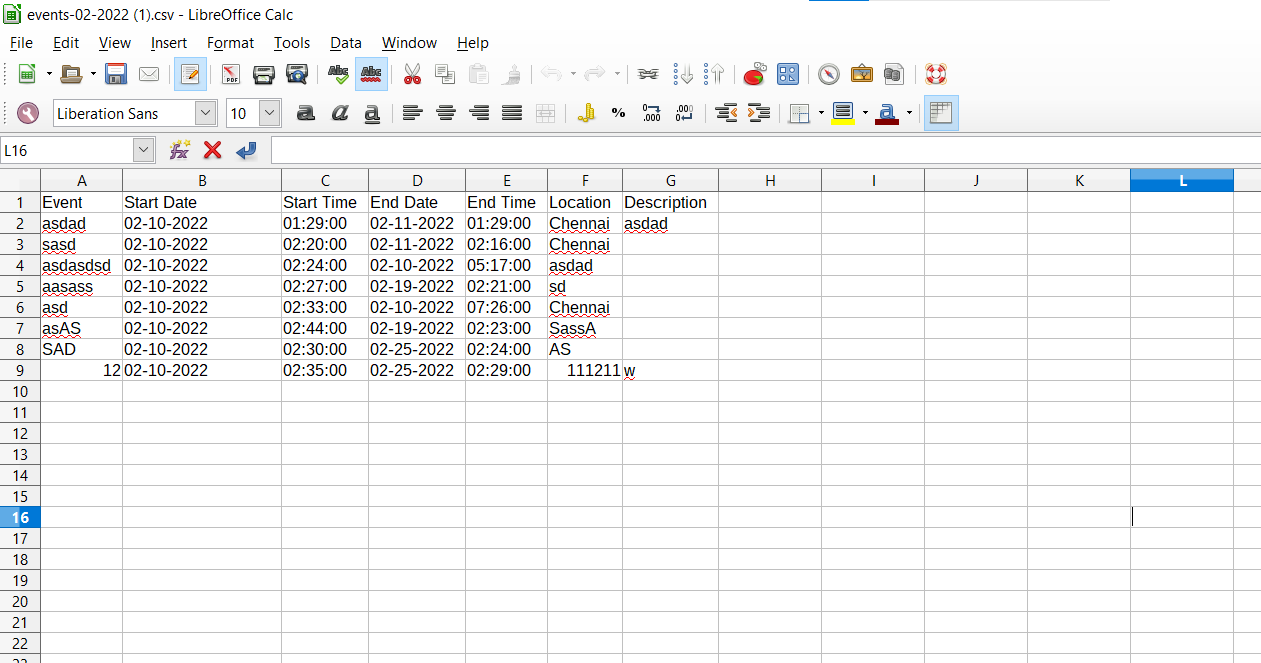 events-02-2022 (1).csv - LibreOffice Calc
File Edit View Insert Format Tools Data Window Help
Liberation Sans 10
L16
A B C D E F G H I J K L
1 Event Start Date Start Time End Date End Time Location Description
2 asdad 02-10-2022 01:29:00 02-11-2022 01:29:00 Chennai asdad
3 sasd 02-10-2022 02:20:00 02-11-2022 02:16:00 Chennai
4 asdasdsd 02-10-2022 02:24:00 02-10-2022 05:17:00 asdad
5 aasass 02-10-2022 02:27:00 02-19-2022 02:21:00 sd
6 asd 02-10-2022 02:33:00 02-10-2022 07:26:00 Chennai
7 asAS 02-10-2022 02:44:00 02-19-2022 02:23:00 SassA
8 SAD 02-10-2022 02:30:00 02-25-2022 02:24:00 AS
9 12 02-10-2022 02:35:00 02-25-2022 02:29:00 111211 w
10
11
12
13
14
15
16
17
18
19
20
21
22